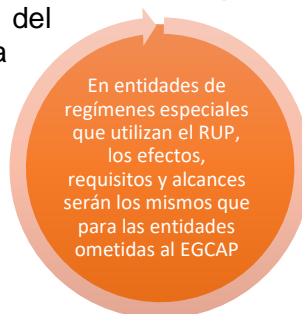 del
a
En entidades de
regímenes especiales
que utilizan el RUP,
los efectos,
requisitos y alcances
serán los mismos que
para las entidades
ometidas al EGCAP